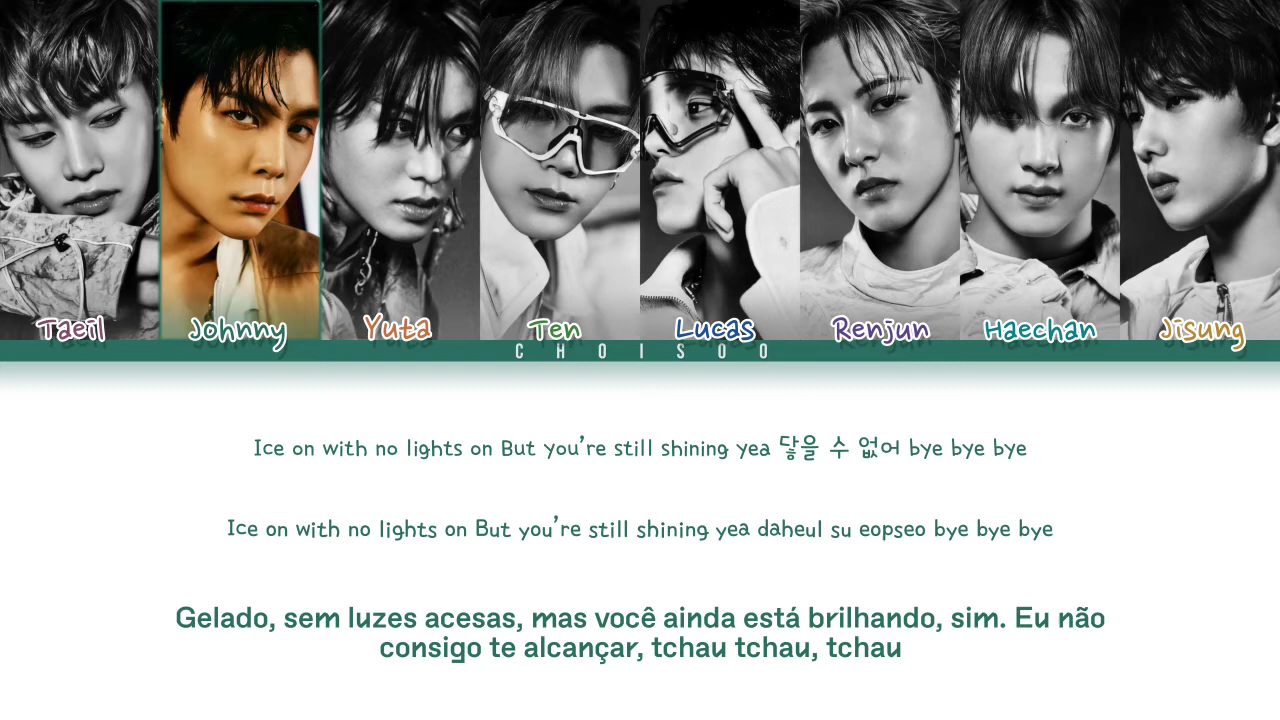 Taeil Johnny Yuta Ten Lucas Renjun Haechan Jisung
CHOISOO
Ice on with no lights on But you're still shining yea 닿을 수 없어 bye bye bye
Ice on with no lights on But you're still shining yea daheul su eopseo bye bye bye
Gelado, sem luzes acesas, mas você ainda está brilhando, sim. Eu não
consigo te alcançar, tchau tchau, tchau